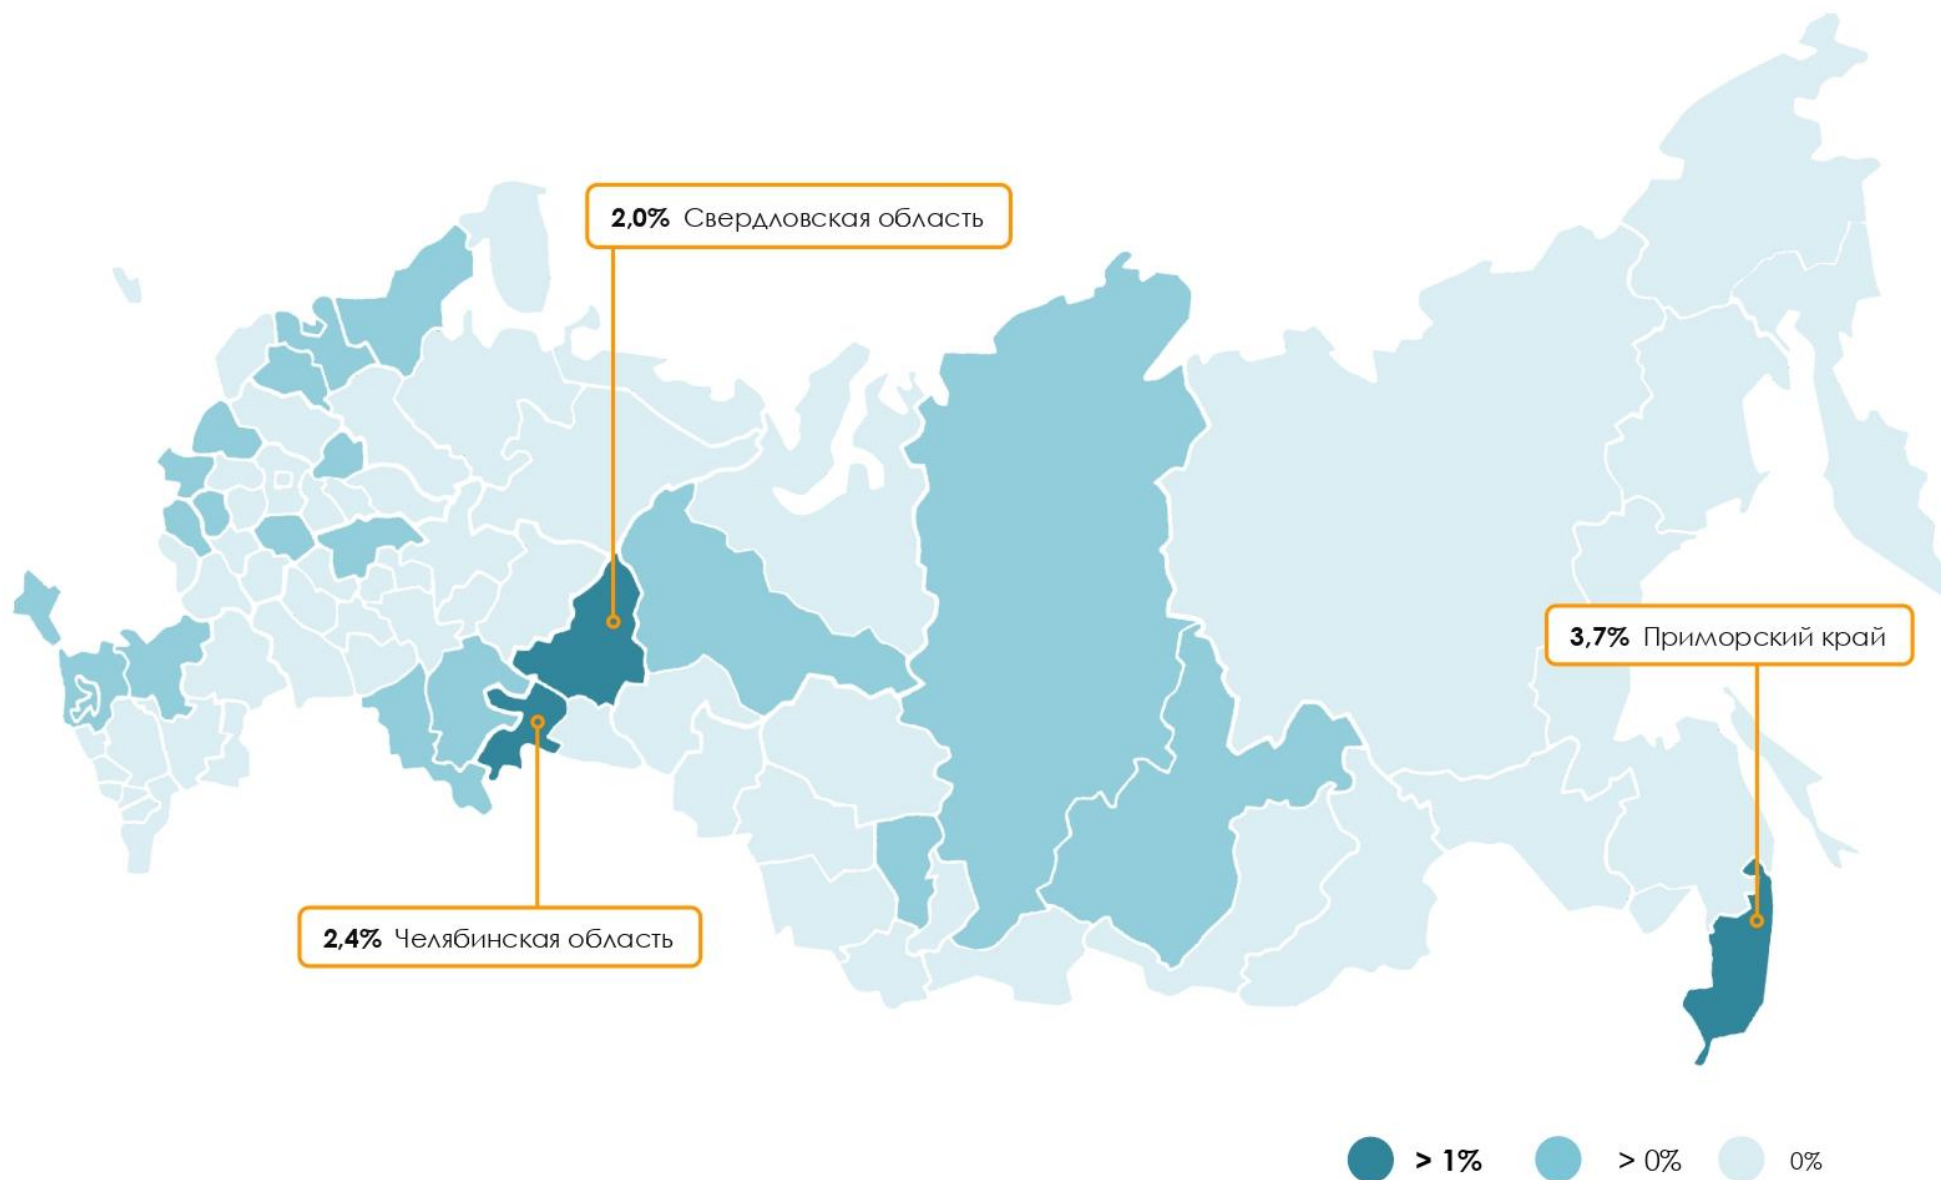 2,0% Свердловская область
3,7% Приморский край
2,4% Челябинская область
> 1% > 0% 0%